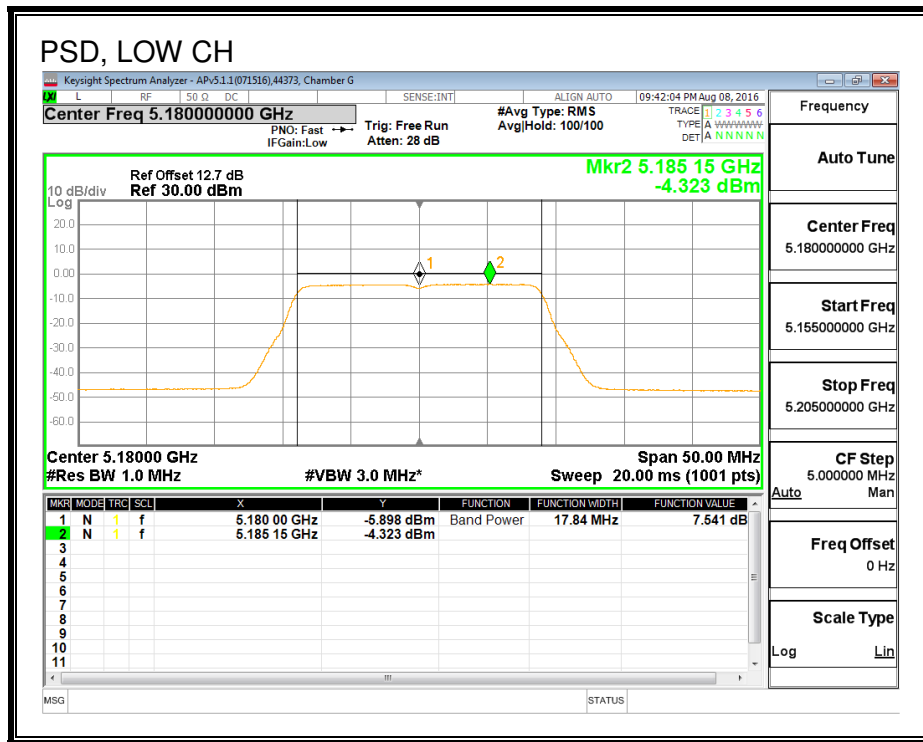 PSD, LOW CH
Keysight Spectrum Analyzer - APv5.1.1(071516),44373, Chamber G
LXI L RF 50 Ω DC SENSE:INT ALIGN AUTO 09:42:04 PM Aug 08, 2016
Center Freq 5.180000000 GHz
#Avg Type: RMS
TRACE 1 2 3 4 5 6
PNO: Fast
Trig: Free Run
Avg|Hold: 100/100
TYPE A WWWWW
IFGain:Low
Atten: 28 dB
DET A N N N N N
Ref Offset 12.7 dB
Mkr2 5.185 15 GHz
10 dB/div
Ref 30.00 dBm
-4.323 dBm
Log
20.0
10.0
0.00
-10.0
-20.0
-30.0
-40.0
-50.0
-60.0
1
2
Center 5.18000 GHz
Span 50.00 MHz
#Res BW 1.0 MHz
#VBW 3.0 MHz*
Sweep 20.00 ms (1001 pts)
MKR MODE TRC SCL X Y FUNCTION FUNCTION WIDTH FUNCTION VALUE
1 N 1 f 5.180 00 GHz -5.898 dBm Band Power 17.84 MHz 7.541 dB
2 N 1 f 5.185 15 GHz -4.323 dBm
3
4
5
6
7
8
9
10
11
MSG
STATUS
Frequency
Auto Tune
Center Freq
5.180000000 GHz
Start Freq
5.155000000 GHz
Stop Freq
5.205000000 GHz
CF Step
5.000000 MHz
Auto Man
Freq Offset
0 Hz
Scale Type
Log Lin